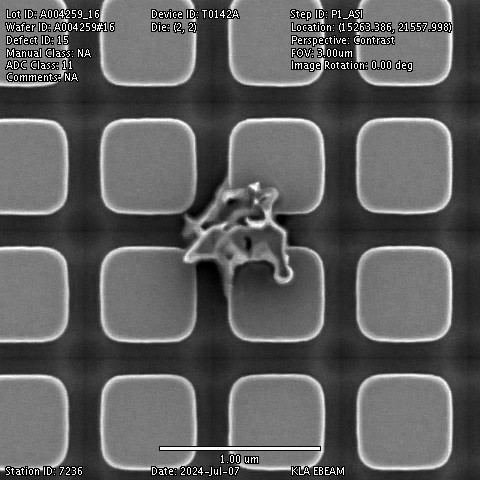 Lot ID: A004259_16
Device ID: T0142A
Step ID: P1_ASI
Wafer ID: A004259#16
Die: (2, 2)
Location: (15263.386, 21557.998)
Defect ID: 15
Perspective: Contrast
Manual Class: NA
FOV: 3.00um
ADC Class: 11
Image Rotation: 0.00 deg
Comments: NA
1.00 um
Station ID: 7236
Date: 2024-Jul-07
KLA EBEAM